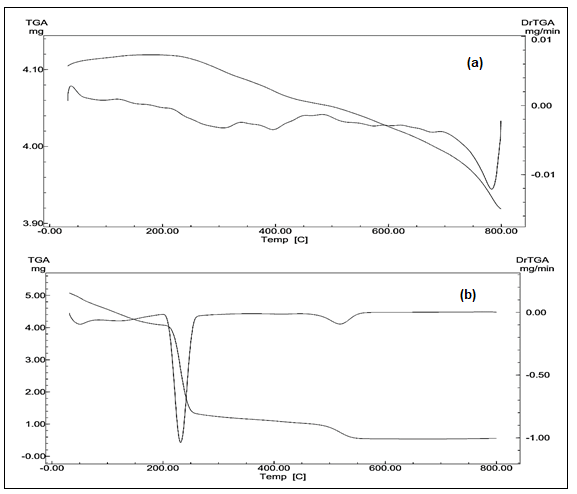 TGA
mg
DrTGA
mg/min
0.01
(a)
4.10
0.00
4.00
-0.01
3.90
-0.00
200.00
400.00
600.00
800.00
Temp [C]
TGA
mg
DrTGA
mg/min
(b)
5.00
0.00
4.00
3.00
-0.50
2.00
1.00
-1.00
-0.00
-0.00
200.00
400.00
600.00
800.00
Temp [C]